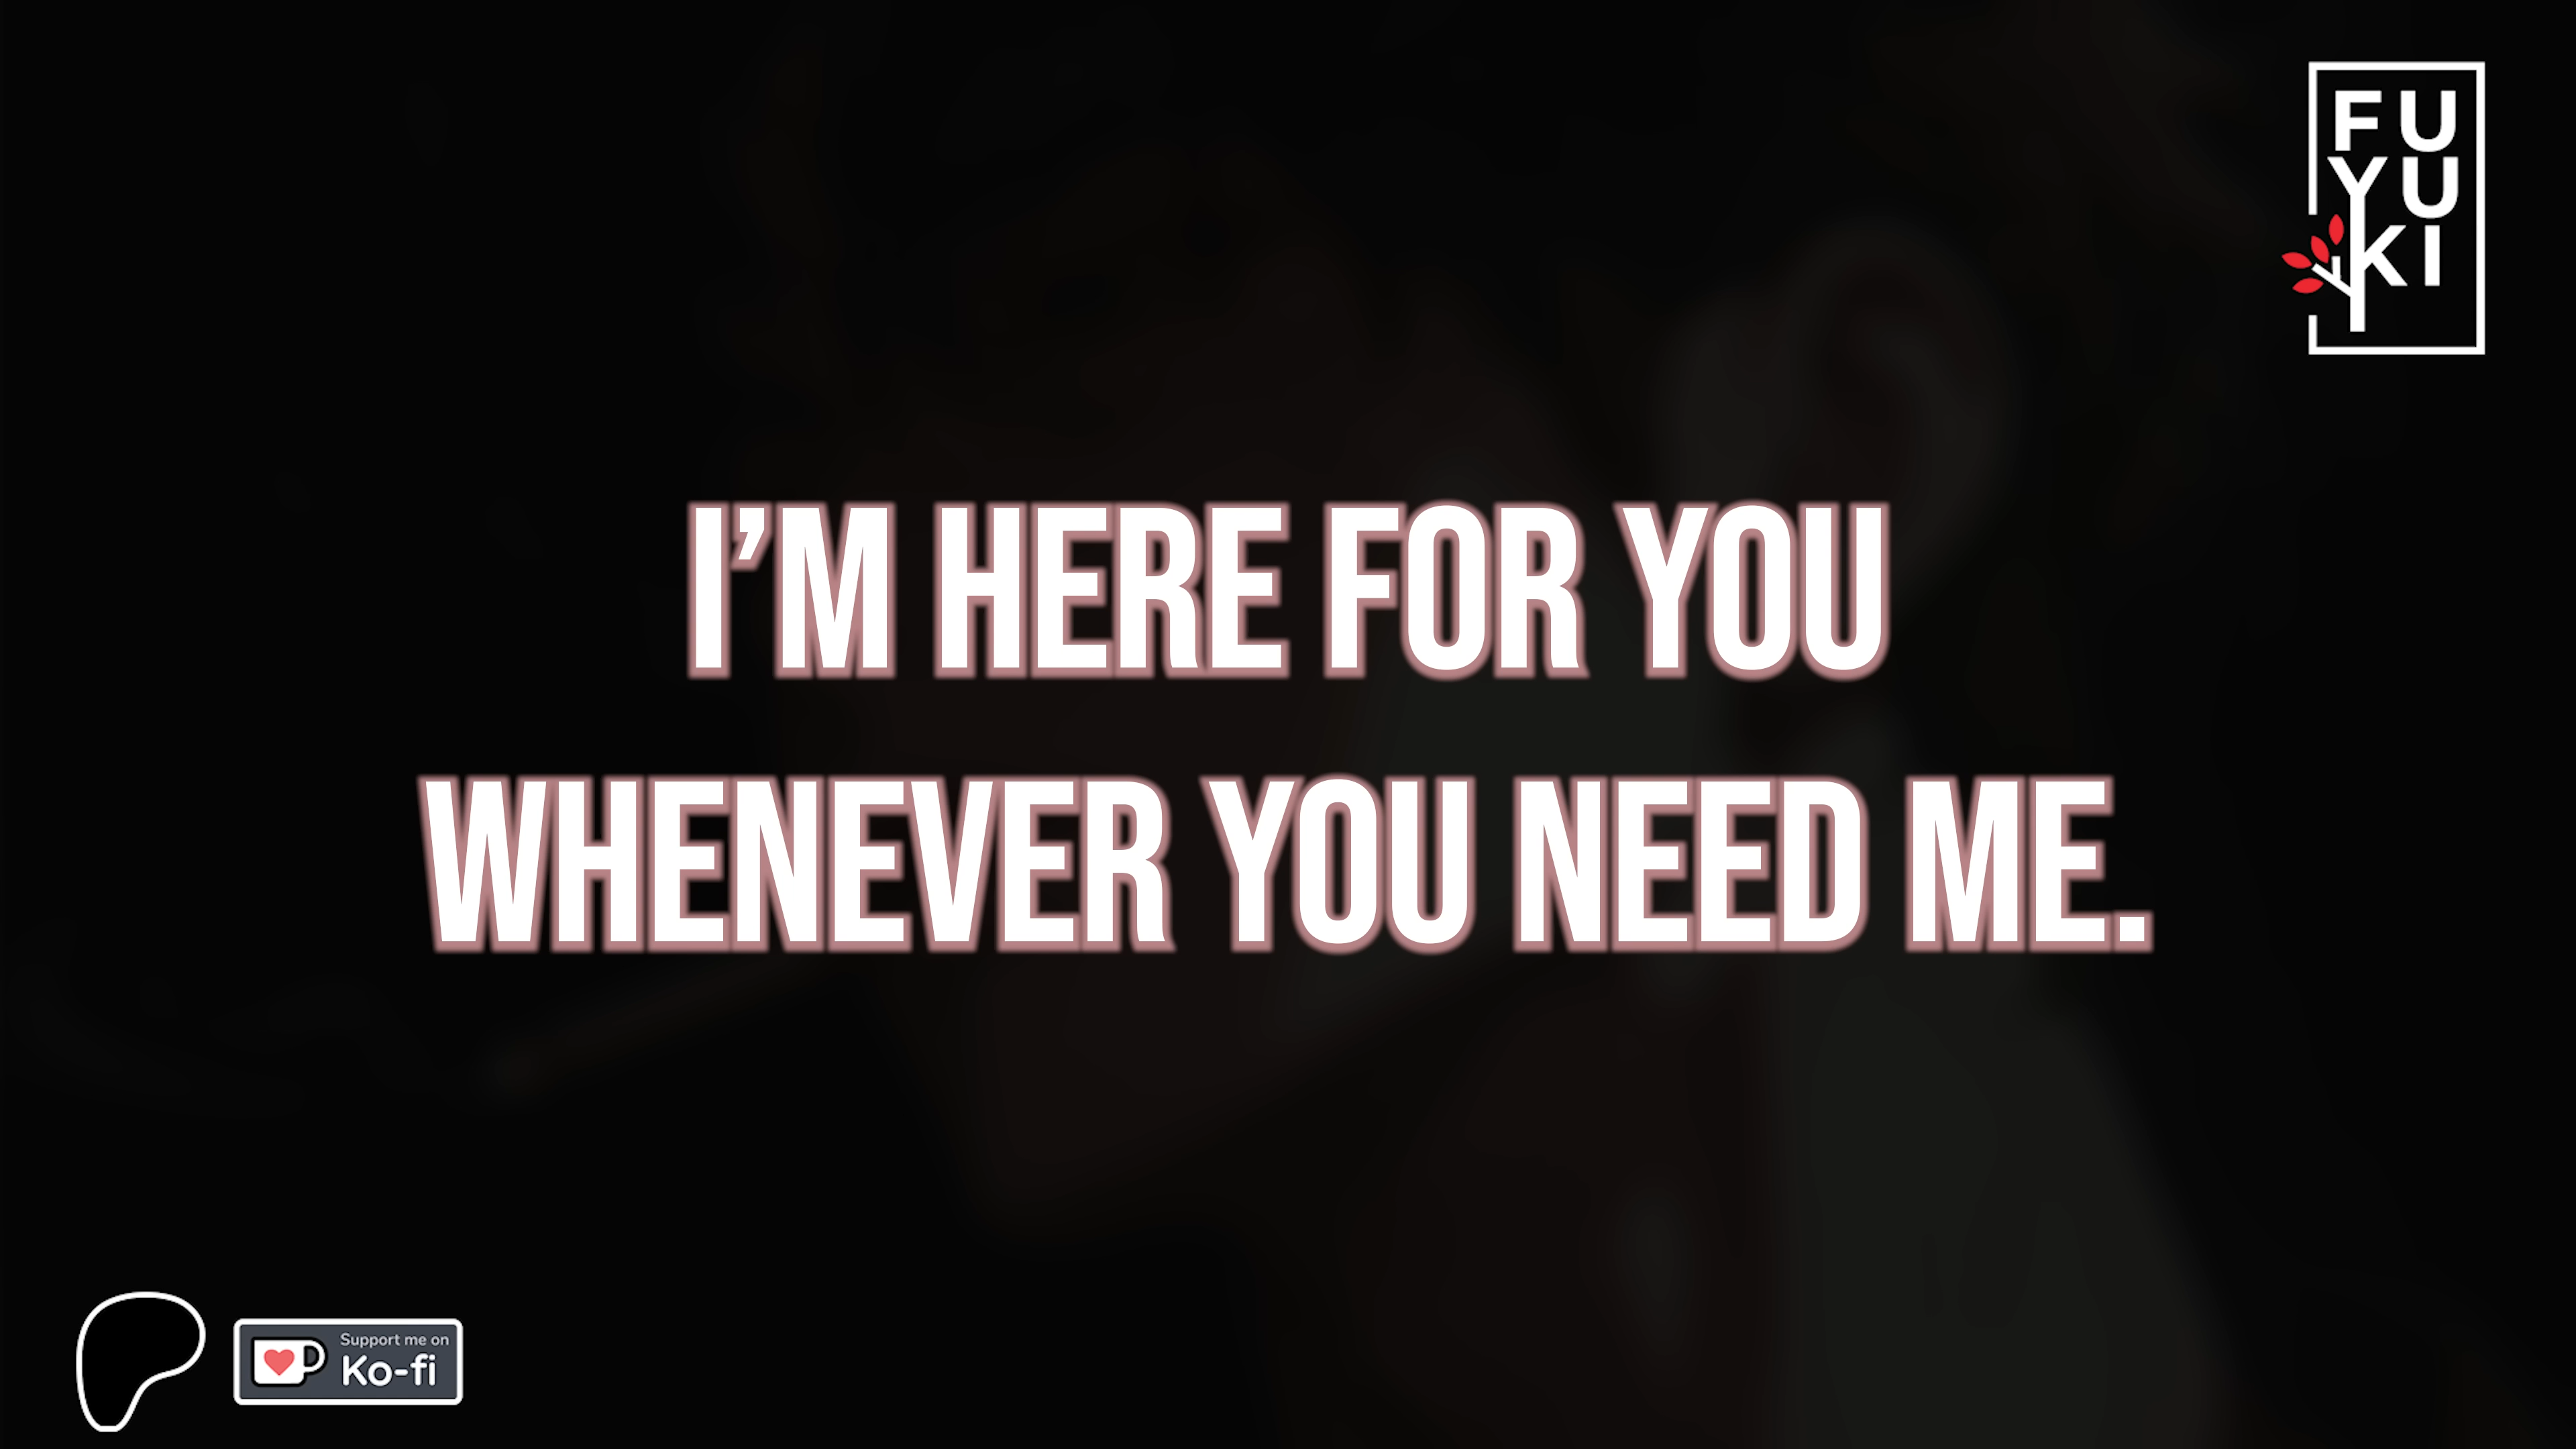 FU
YU
KI
I’M HERE FOR YOU
WHENEVER YOU NEED ME.
Support me on
Ko-fi